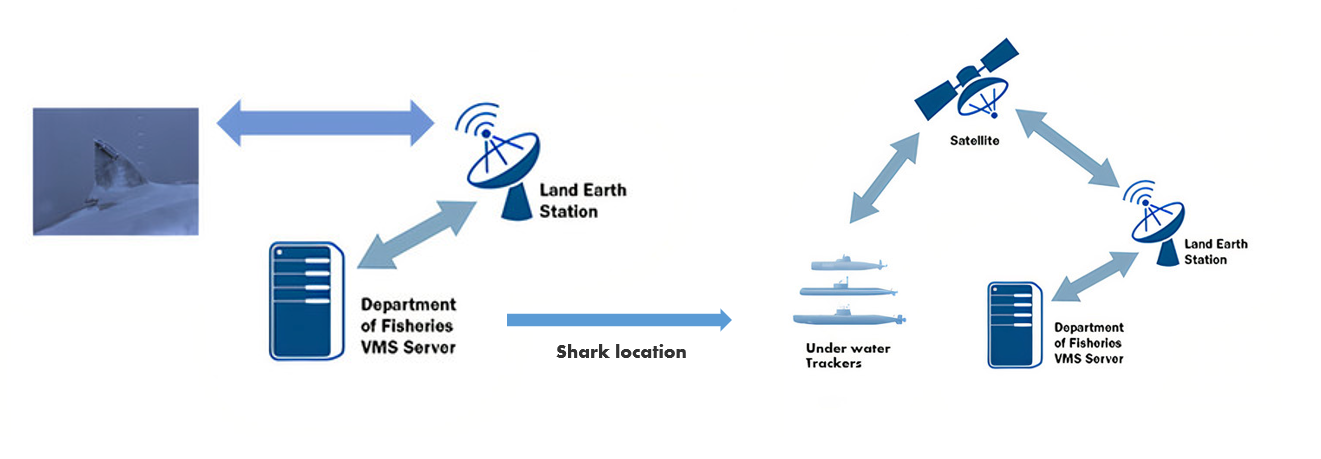 Land Earth
Station
Department
of Fisheries
VMS Server
Shark location
Satellite
Under water
Trackers
Land Earth
Station
Department
of Fisheries
VMS Server